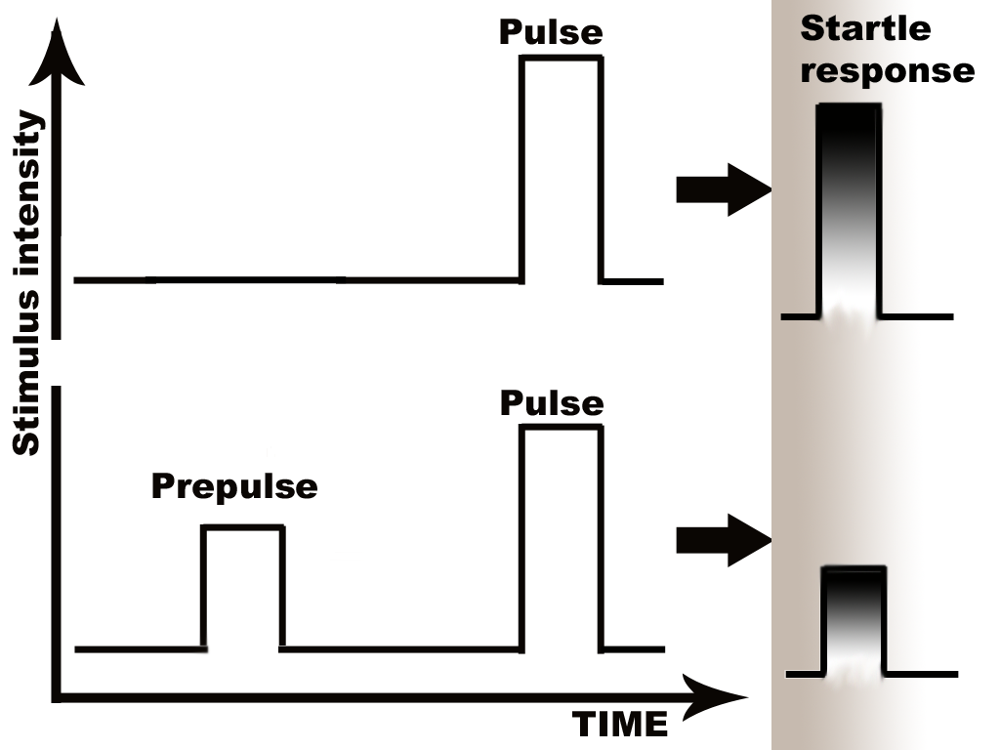 Pulse
Startle
response
Stimulus intensity
Pulse
Prepulse
TIME